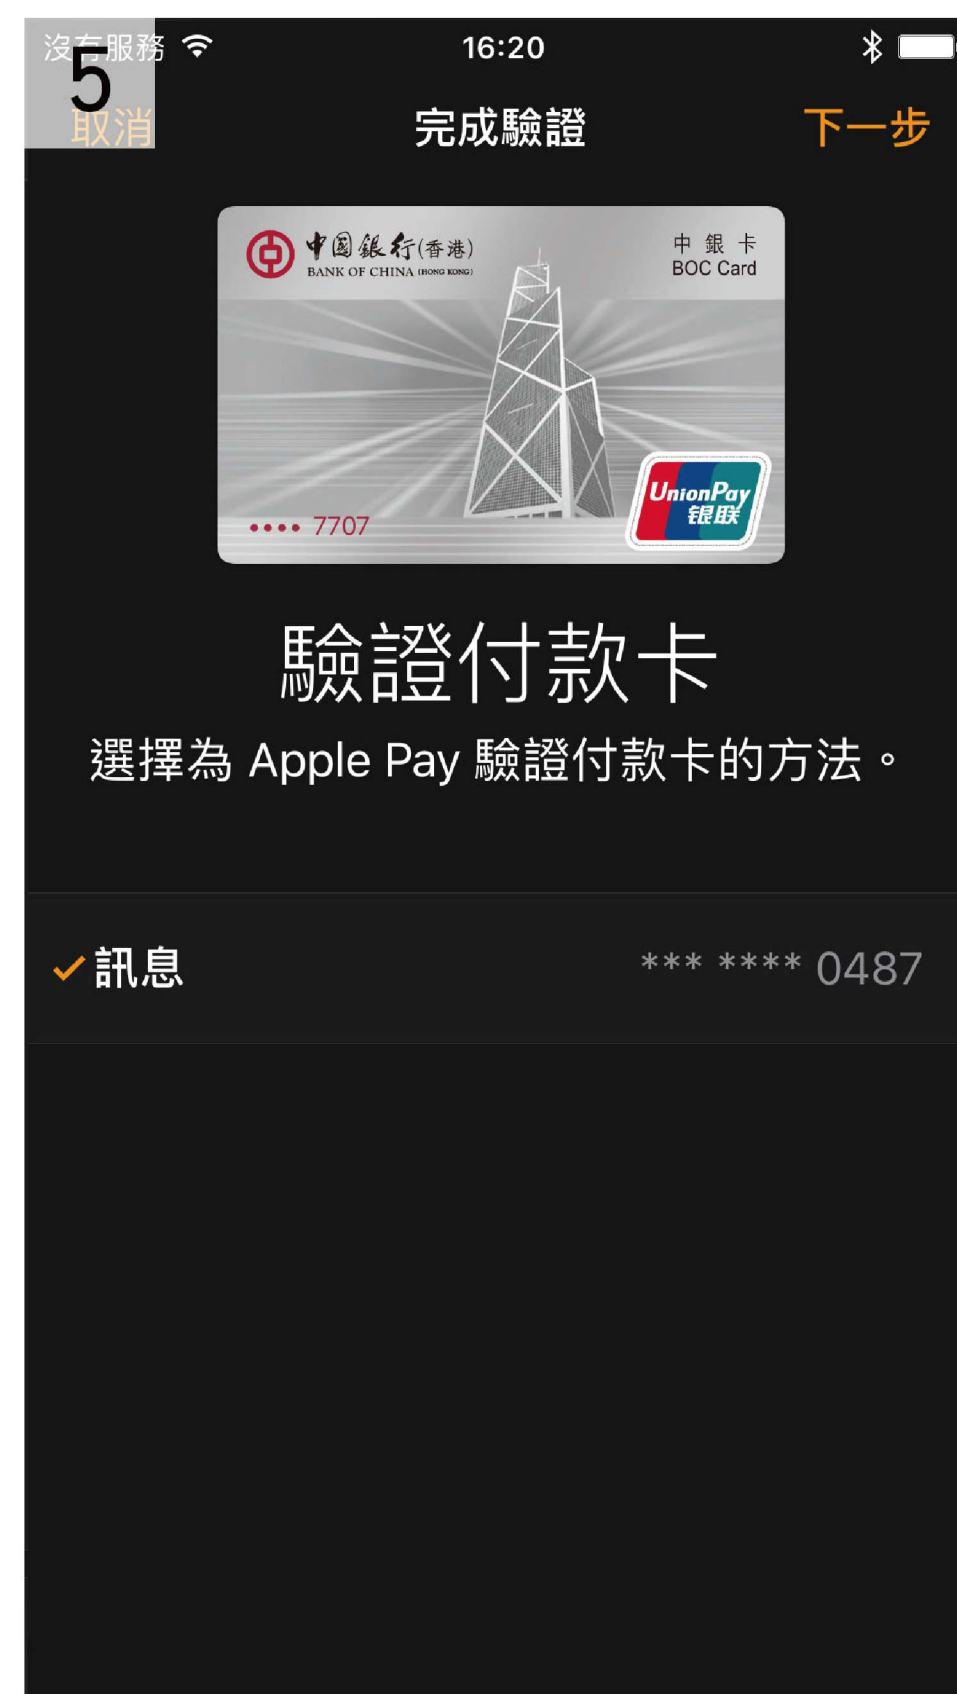 沒有服務 16:20
5
取消 完成驗證 下一步
中国銀行(香港) 中銀卡
BANK OF CHINA (HONG KONG) BOC Card
UnionPay
银联
•••• 7707
驗證付款卡
選擇為 Apple Pay 驗證付款卡的方法。
✓訊息 *** **** 0487